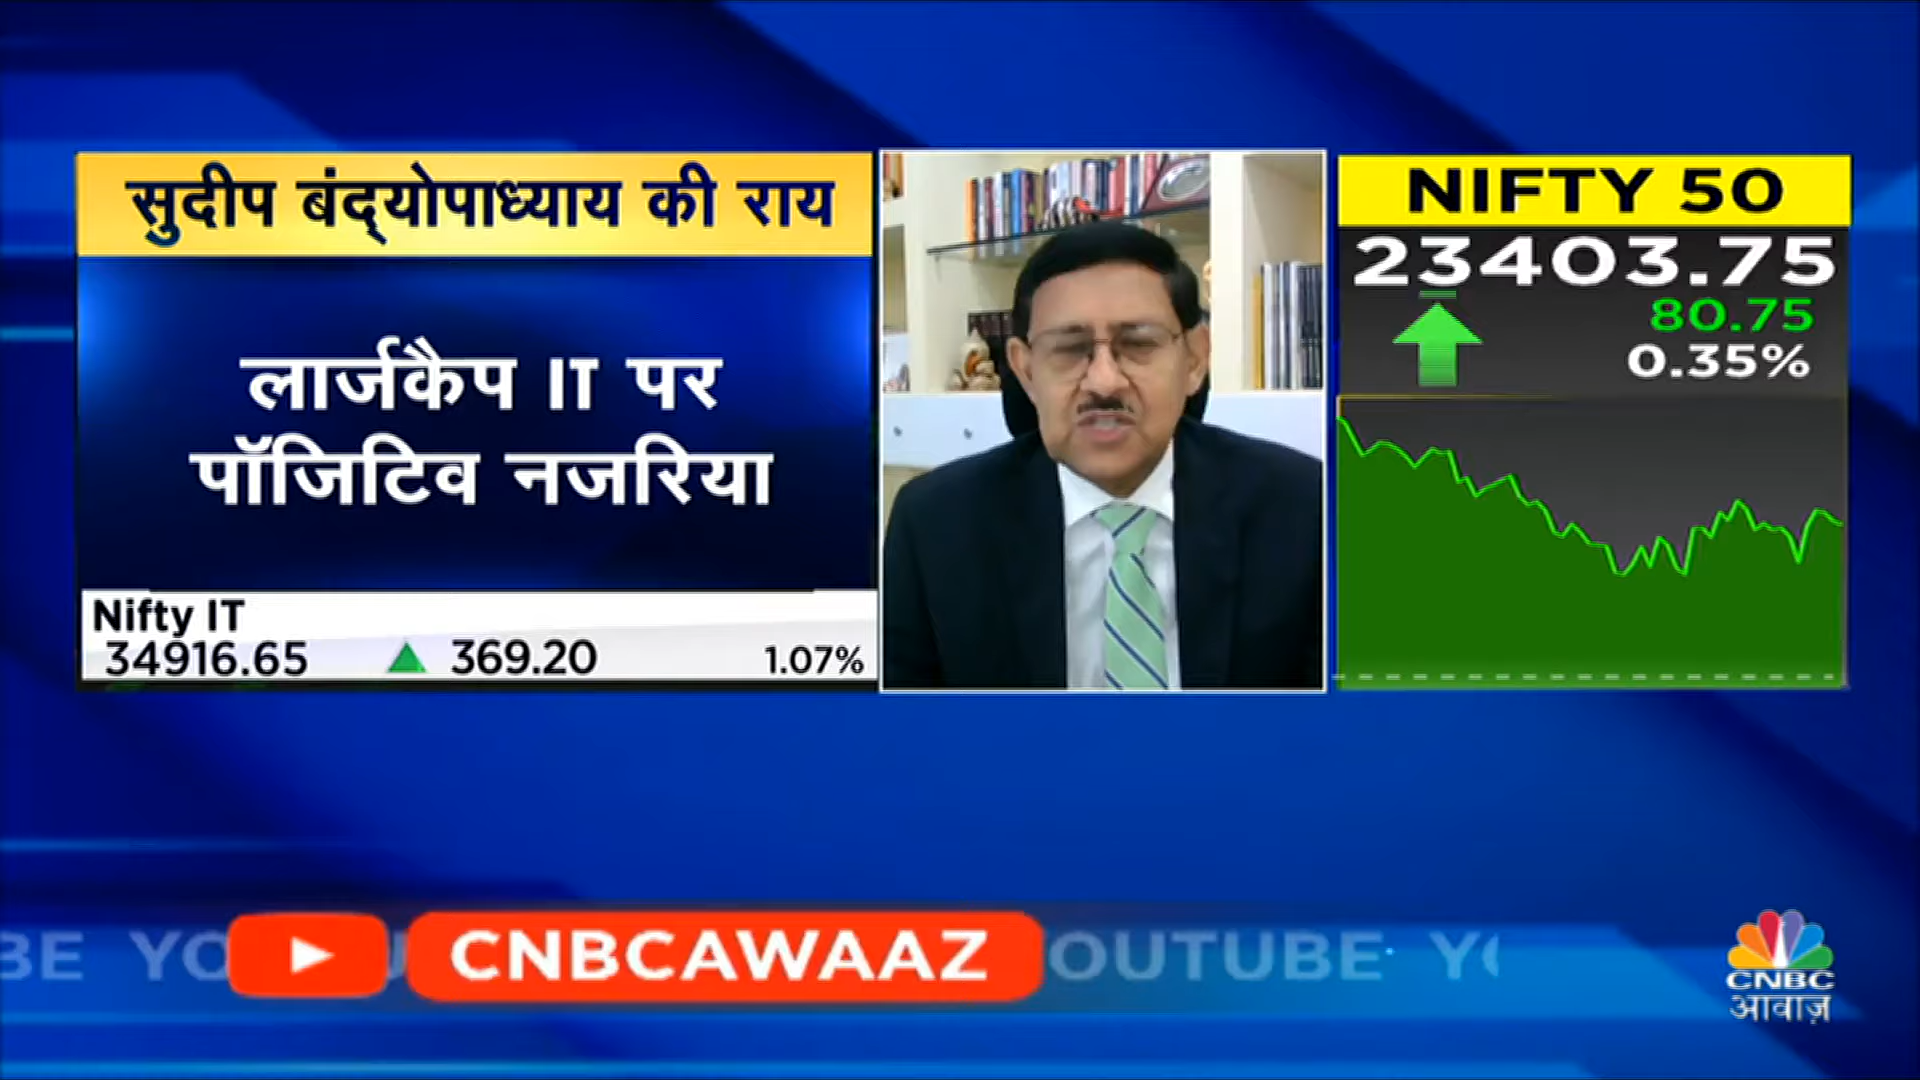 सुदीप बंद्योपाध्याय की राय
लार्जकैप IT पर
पॉजिटिव नजरिया
Nifty IT
34916.65 369.20 1.07%
NIFTY 50
23403.75
80.75
0.35%
CNBCAWAAZ
OUTUBE
CNBC
आवाज़